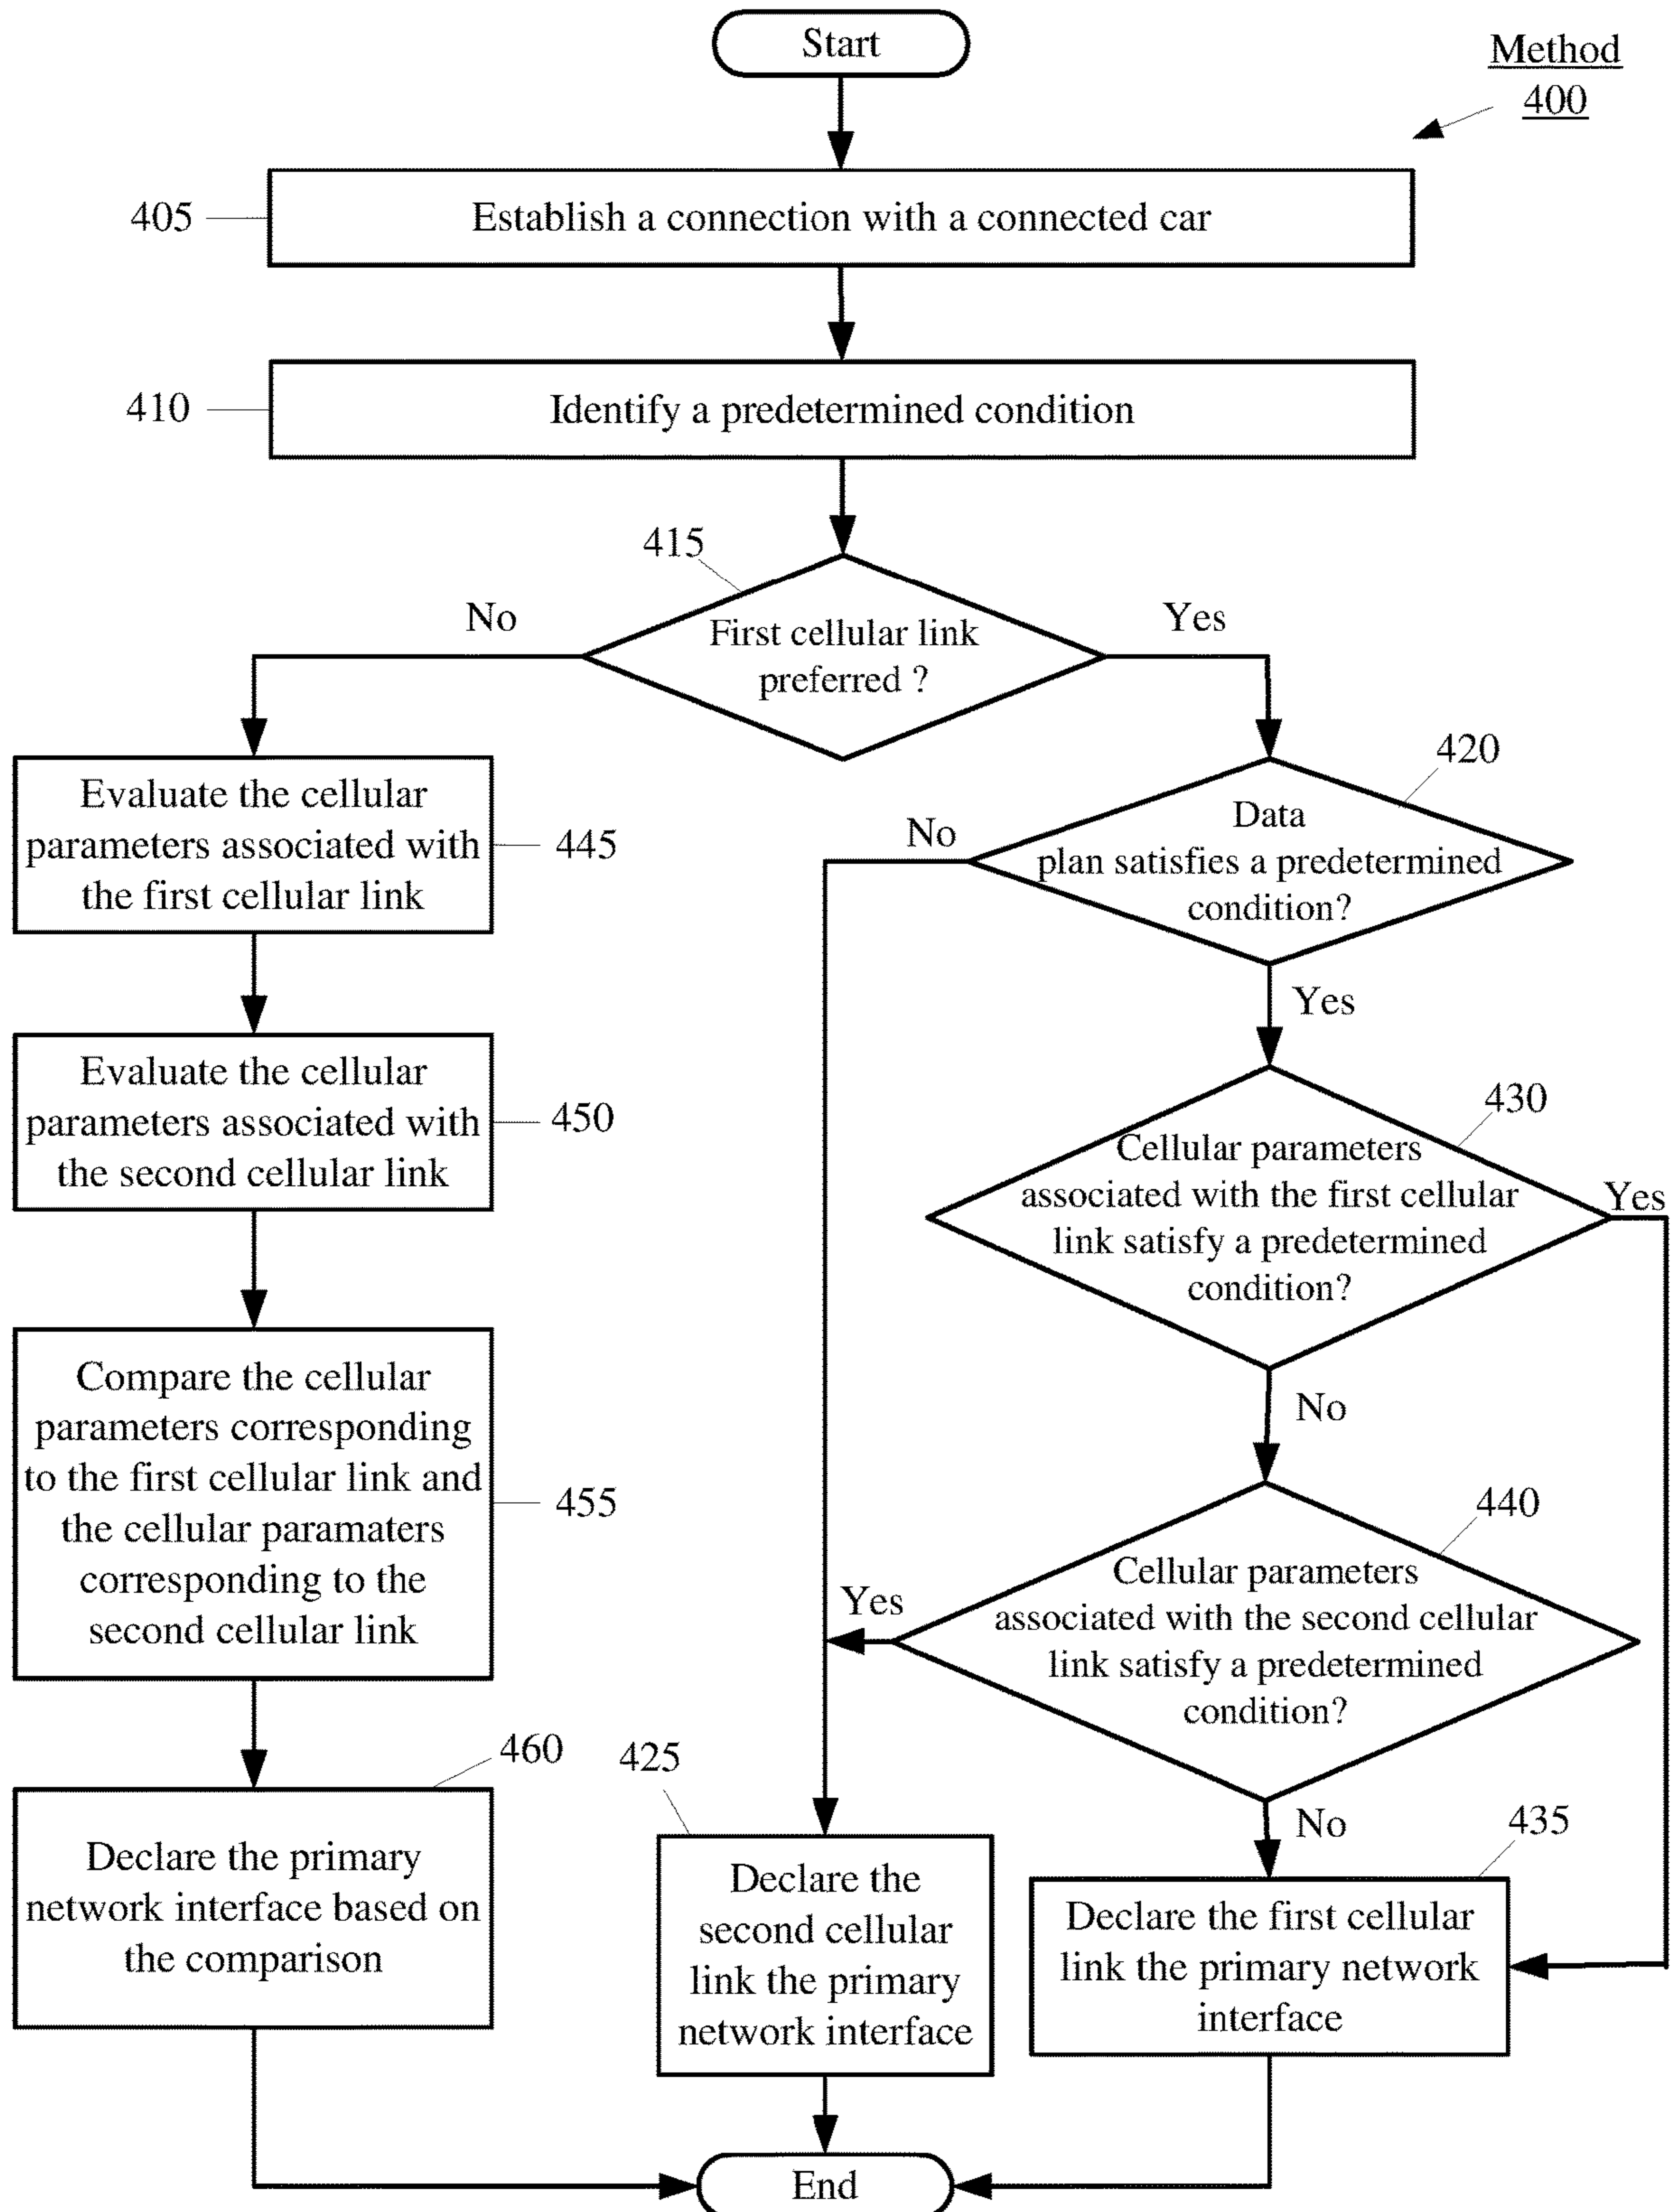 Start
Method
400
405
Establish a connection with a connected car
410
Identify a predetermined condition
415
No
First cellular link
preferred ?
Yes
420
Data
plan satisfies a predetermined
condition?
No
Yes
Evaluate the cellular
parameters associated with
the first cellular link
445
430
Cellular parameters
associated with the first cellular
link satisfy a predetermined
condition?
Yes
No
Evaluate the cellular
parameters associated with
the second cellular link
450
Compare the cellular
parameters corresponding
to the first cellular link and
the cellular paramaters
corresponding to the
second cellular link
455
440
Cellular parameters
associated with the second cellular
link satisfy a predetermined
condition?
Yes
No
460
Declare the primary
network interface based on
the comparison
425
Declare the
second cellular
link the primary
network interface
435
Declare the first cellular
link the primary network
interface
End